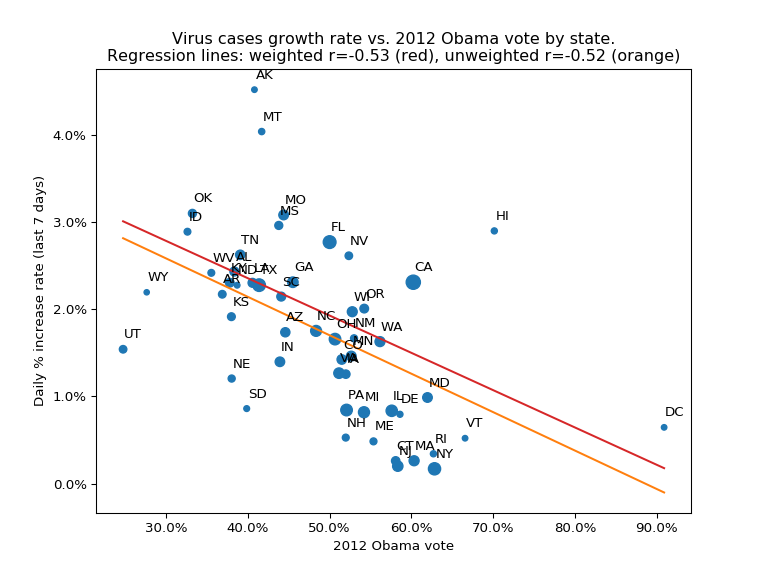 Virus cases growth rate vs. 2012 Obama vote by state.
Regression lines: weighted r=-0.53 (red), unweighted r=-0.52 (orange)
AK
MT
4.0%
OK
MO
MS
ID
HI
3.0%
FL
TN
NV
WV
AL
KY
ND
LA
TX
GA
CA
AR
WY
SC
WI
OR
2.0%
KS
AZ
NC
OH
NM
WA
UT
IN
CO
MN
VA
IA
NE
1.0%
SD
PA
MI
IL
DE
MD
DC
NH
ME
VT
CT
MA
RI
NJ
NY
0.0%
Daily % increase rate (last 7 days)
30.0%
40.0%
50.0%
60.0%
70.0%
80.0%
90.0%
2012 Obama vote